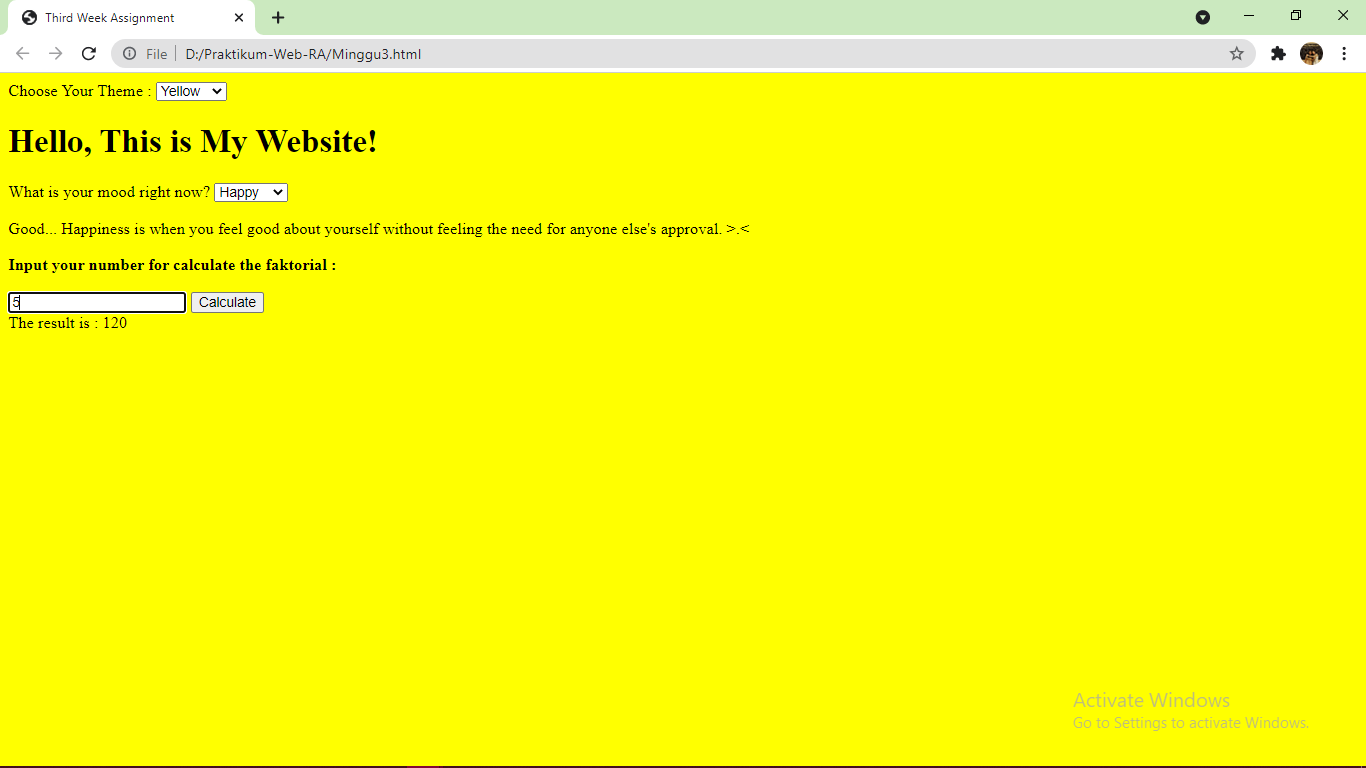 Third Week Assignment
File D:/Praktikum-Web-RA/Minggu3.html
Choose Your Theme : Yellow
Hello, This is My Website!
What is your mood right now? Happy
Good... Happiness is when you feel good about yourself without feeling the need for anyone else's approval. >.<
Input your number for calculate the faktorial :
5 Calculate
The result is : 120
Activate Windows
Go to Settings to activate Windows.